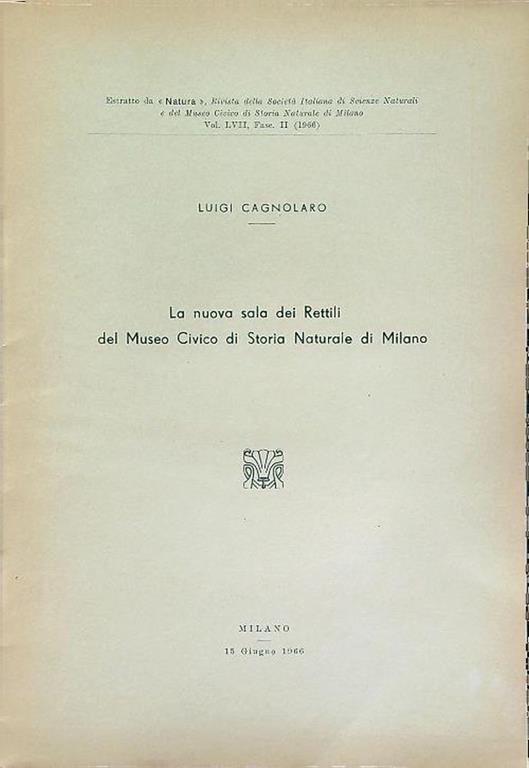 Estratto da « Natura », Rivista della Società Italiana di Scienze Naturali
e del Museo Civico di Storia Naturale di Milano
Vol. LVII, Fasc. II (1966)
LUIGI CAGNOLARO
La nuova sala dei Rettili
del Museo Civico di Storia Naturale di Milano
MILANO
15 Giugno 1966